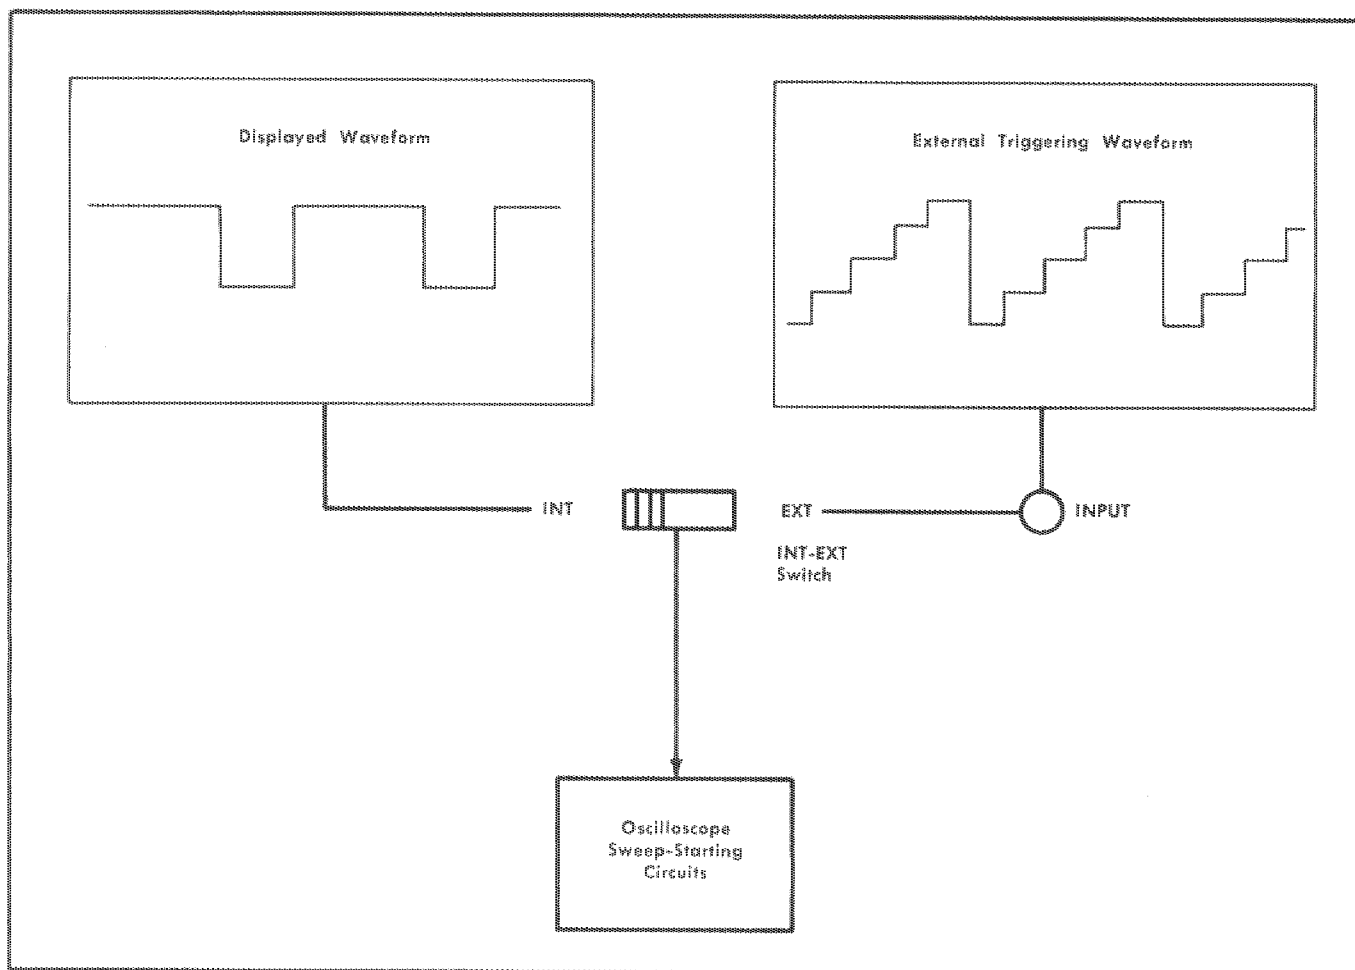 Displayed Waveform
External Triggering Waveform
INT
EXT
INPUT
INT-EXT
Switch
Oscilloscope
Sweep-Starting
Circuits